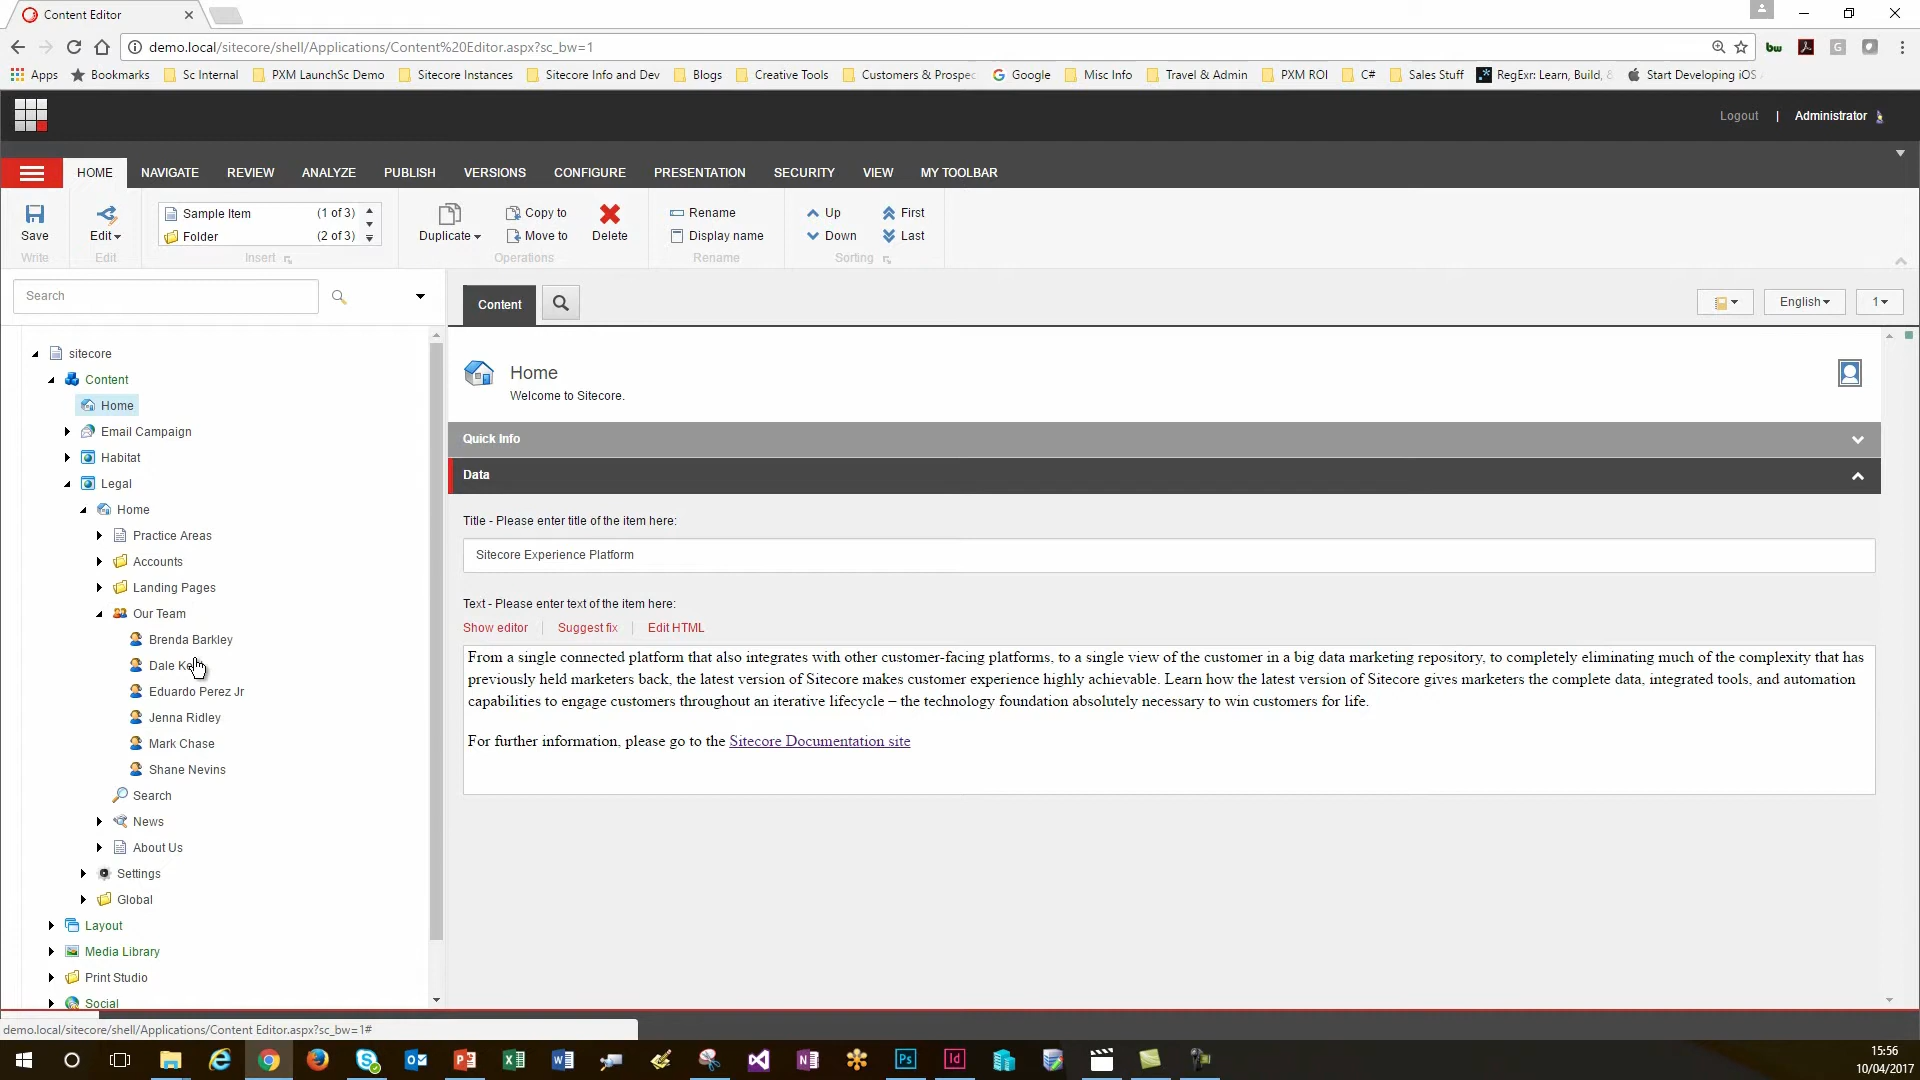 Content Editor
demo.local/sitecore/shell/Applications/Content%20Editor.aspx?sc_bw=1
Apps Bookmarks Sc Internal PXM LaunchSc Demo Sitecore Instances Sitecore Info and Dev Blogs Creative Tools Customers & Prospec Google Misc Info Travel & Admin PXM ROI C# Sales Stuff RegExr: Learn, Build, Start Developing iOS
Logout | Administrator
HOME NAVIGATE REVIEW ANALYZE PUBLISH VERSIONS CONFIGURE PRESENTATION SECURITY VIEW MY TOOLBAR
Sample Item (1 of 3) Copy to Rename Up First
Save Edit Folder (2 of 3) Duplicate Move to Delete Display name Down Last
Write Edit Insert Operations Rename Sorting
Search
Content English 1
sitecore
Content
Home
Email Campaign
Habitat
Legal
Home
Practice Areas
Accounts
Landing Pages
Our Team
Brenda Barkley
Dale
Eduardo Perez Jr
Jenna Ridley
Mark Chase
Shane Nevins
Search
News
About Us
Settings
Global
Layout
Media Library
Print Studio
Social
Home
Welcome to Sitecore.
Quick Info
Data
Title - Please enter title of the item here:
Sitecore Experience Platform
Text - Please enter text of the item here:
Show editor Suggest fix Edit HTML
From a single connected platform that also integrates with other customer-facing platforms, to a single view of the customer in a big data marketing repository, to completely eliminating much of the complexity that has
previously held marketers back, the latest version of Sitecore makes customer experience highly achievable. Learn how the latest version of Sitecore gives marketers the complete data, integrated tools, and automation
capabilities to engage customers throughout an iterative lifecycle – the technology foundation absolutely necessary to win customers for life.
For further information, please go to the Sitecore Documentation site
demo.local/sitecore/shell/Applications/Content Editor.aspx?sc_bw=1#
15:56
10/04/2017